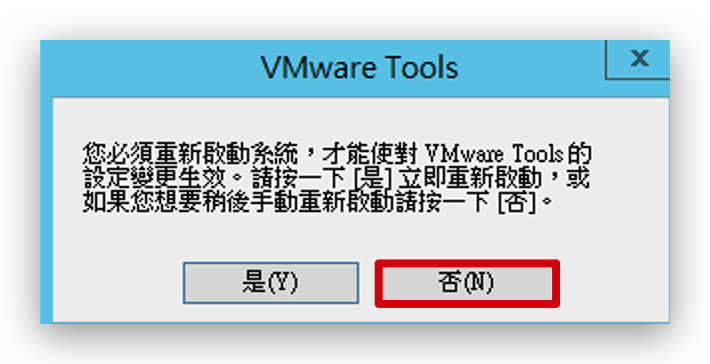 VMware Tools
x
您必須重新啟動系統,才能使對 VMware Tools 的
設定變更生效。請按一下 [是] 立即重新啟動,或
如果您想要稍後手動重新啟動請按一下 [否]。
是(Y)
否(N)